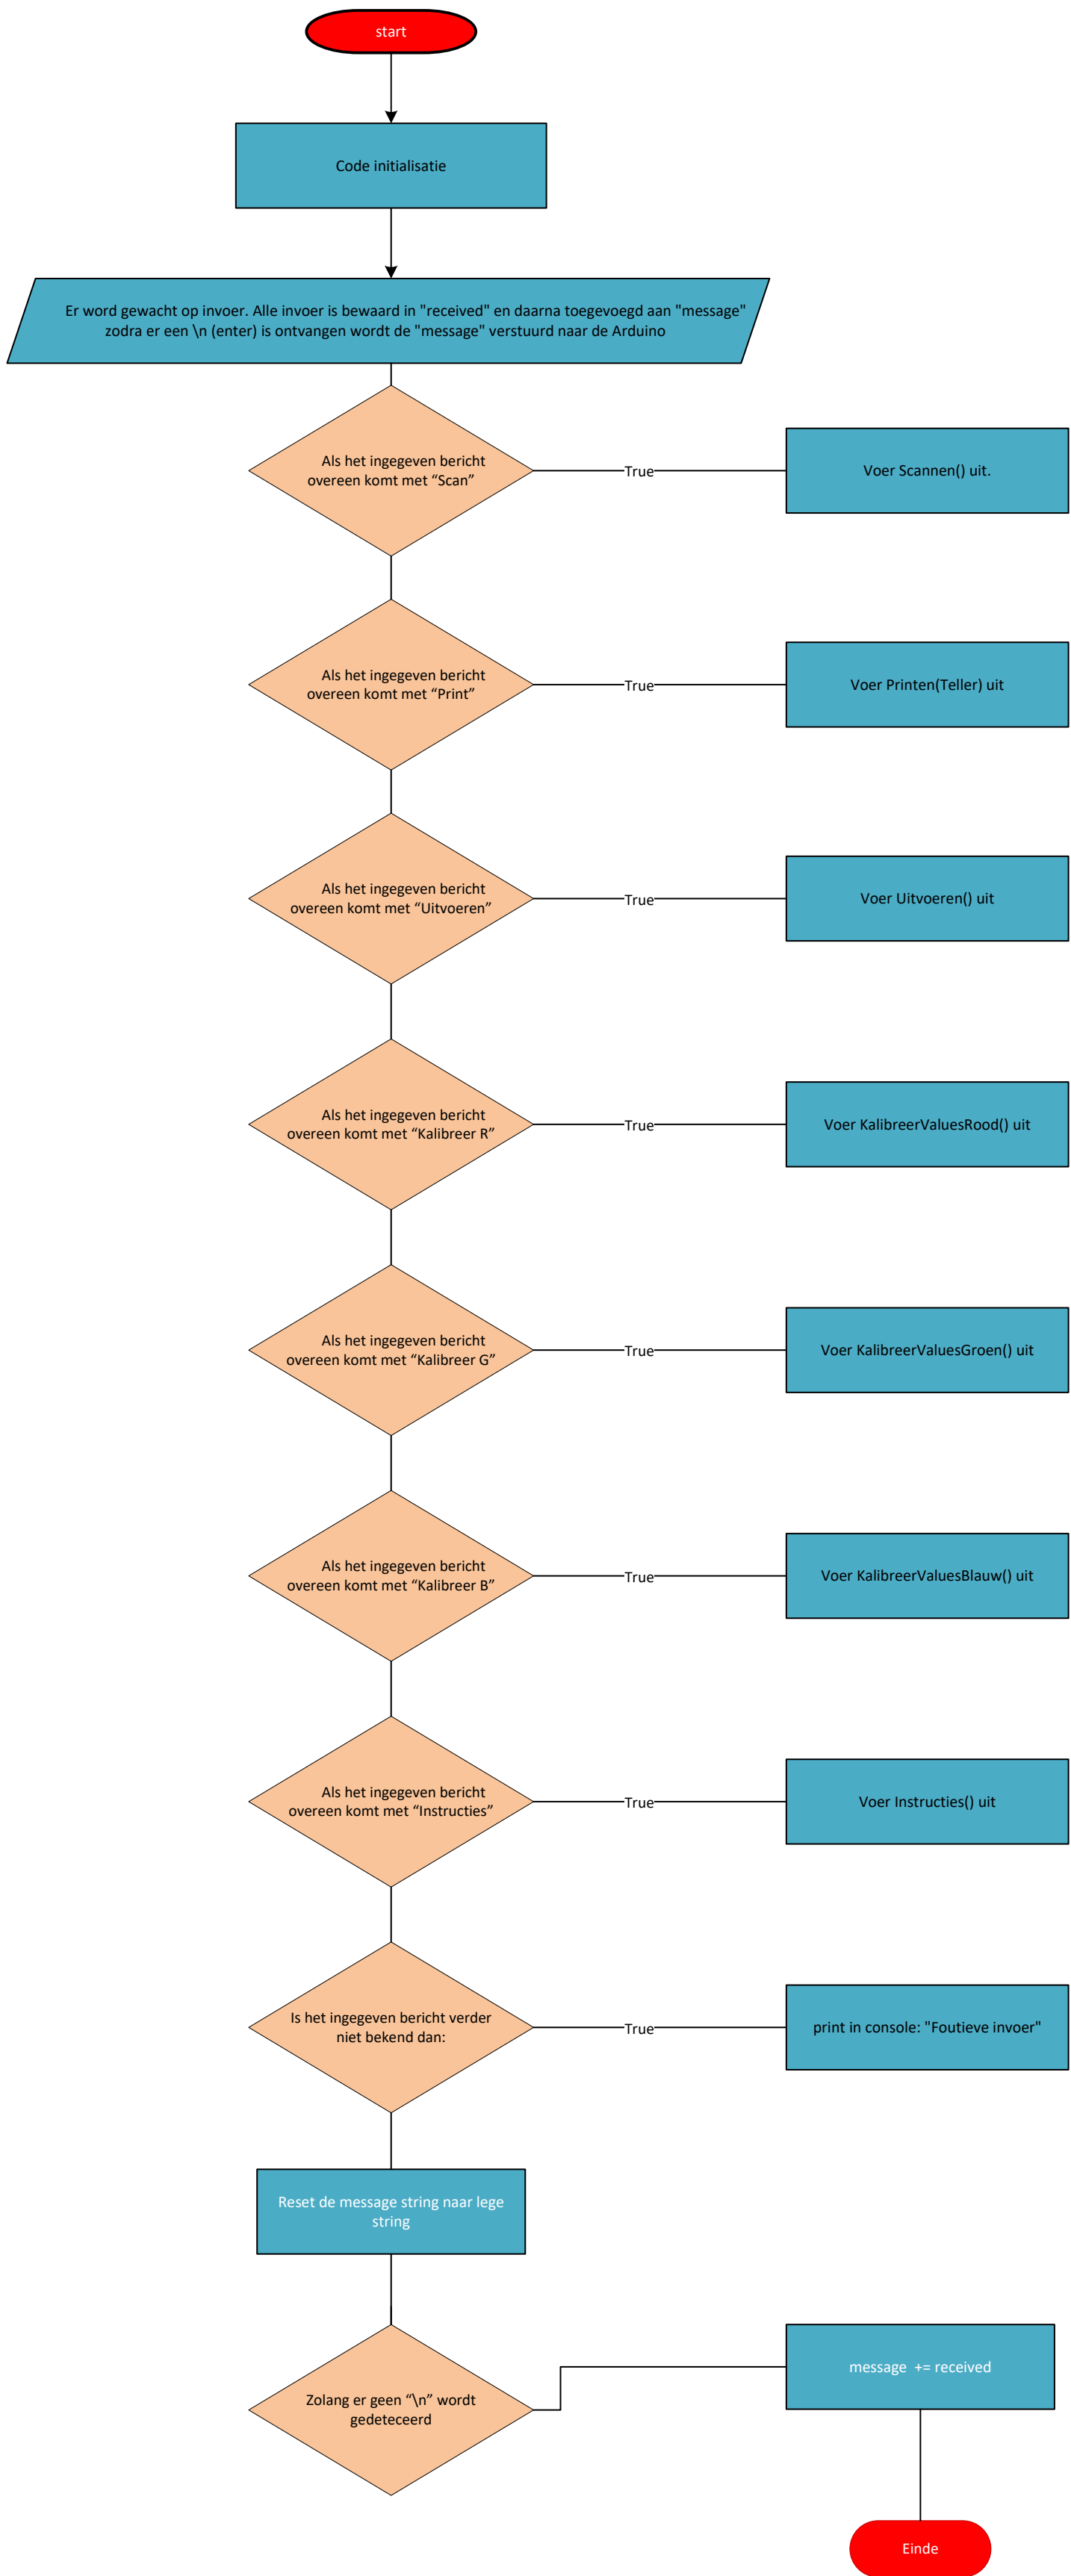 start
Code initialisatie
Er word gewacht op invoer. Alle invoer is bewaard in "received" en daarna toegevoegd aan "message"
zodra er een \n (enter) is ontvangen wordt de "message" verstuurd naar de Arduino
Als het ingegeven bericht
overeen komt met “Scan”
True
Voer Scannen() uit.
Als het ingegeven bericht
overeen komt met “Print”
True
Voer Printen(Teller) uit
Als het ingegeven bericht
overeen komt met “Uitvoeren”
True
Voer Uitvoeren() uit
Als het ingegeven bericht
overeen komt met “Kalibreer R”
True
Voer KalibreerValuesRood() uit
Als het ingegeven bericht
overeen komt met “Kalibreer G”
True
Voer KalibreerValuesGroen() uit
Als het ingegeven bericht
overeen komt met “Kalibreer B”
True
Voer KalibreerValuesBlauw() uit
Als het ingegeven bericht
overeen komt met “Instructies”
True
Voer Instructies() uit
Is het ingegeven bericht verder
niet bekend dan:
True
print in console: "Foutieve invoer"
Reset de message string naar lege
string
Zolang er geen “\n” wordt
gedeteceerd
message += received
Einde